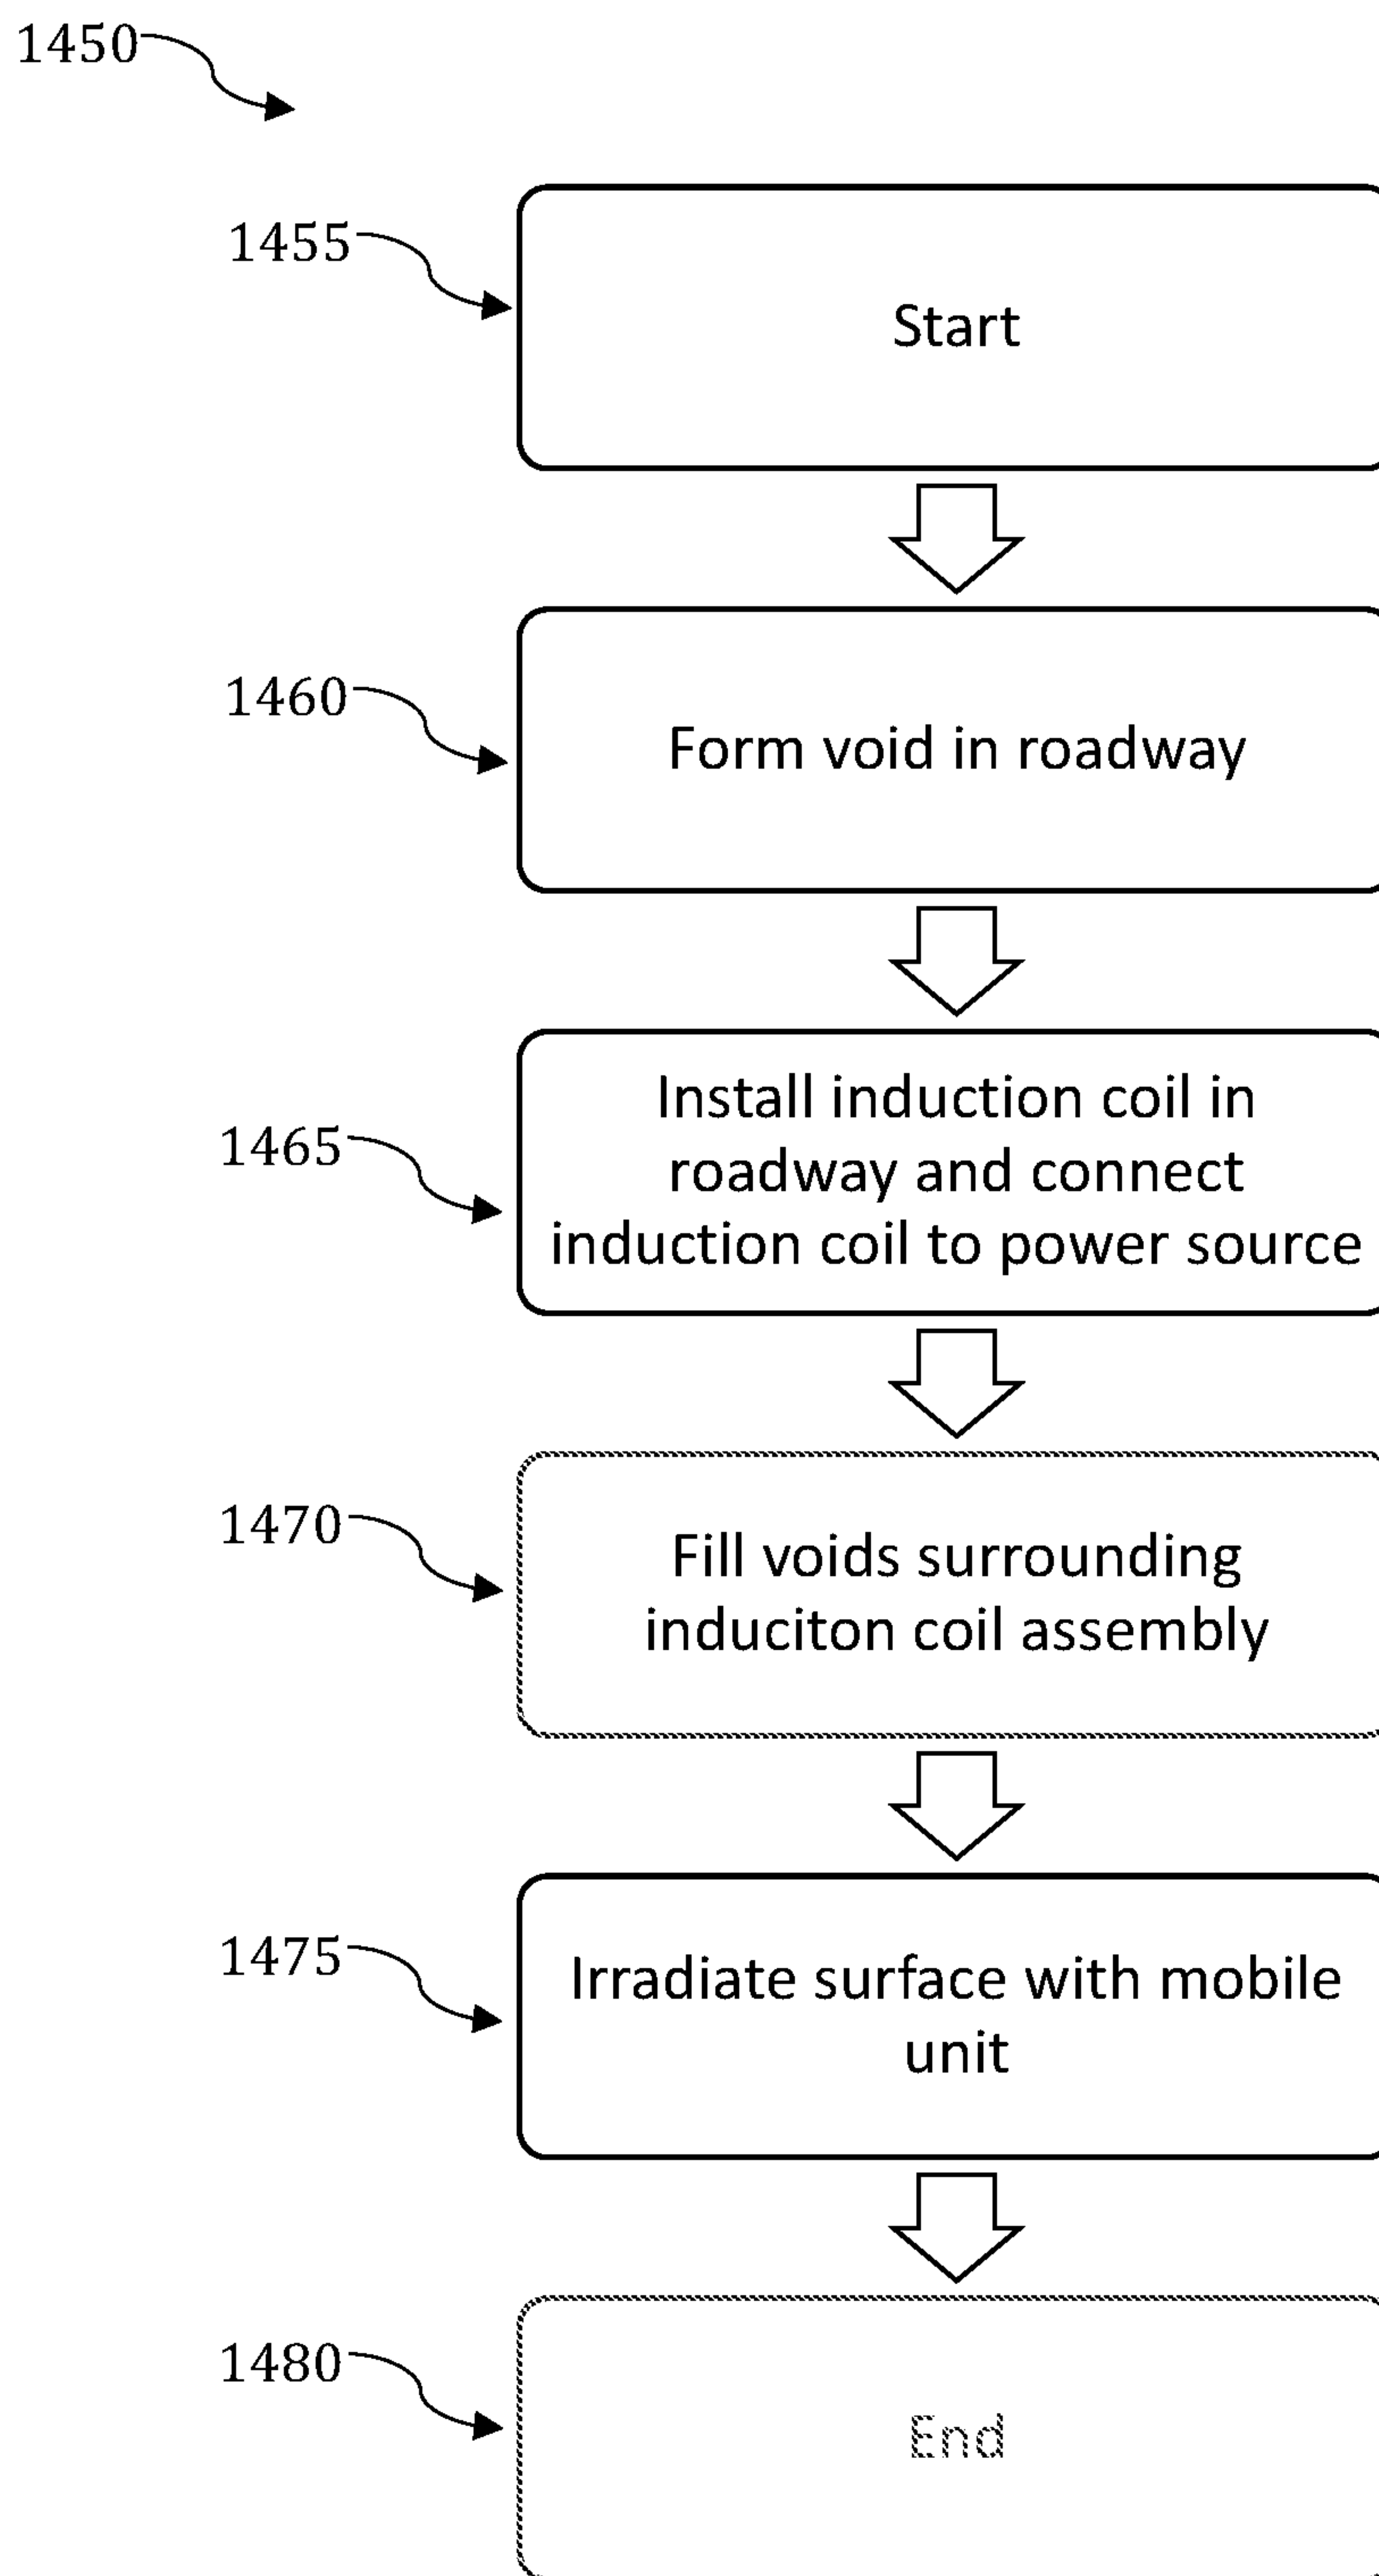 1450
1455
Start
1460
Form void in roadway
1465
Install induction coil in
roadway and connect
induction coil to power source
1470
Fill voids surrounding
induciton coil assembly
1475
Irradiate surface with mobile
unit
1480
End